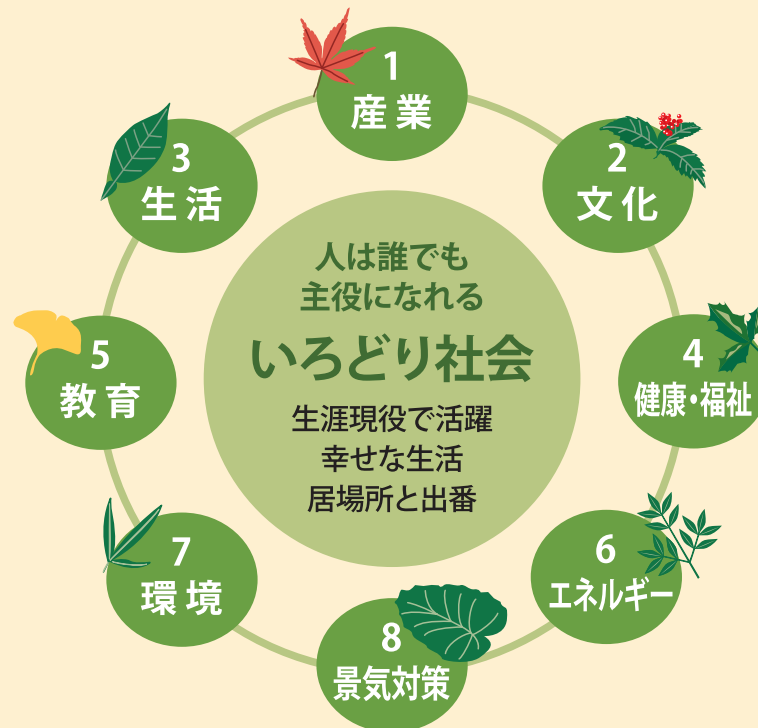 1
産業
2
文化
3
生活
4
健康・福祉
5
教育
6
エネルギー
7
環境
8
景気対策
人は誰でも
主役になれる
いろどり社会
生涯現役で活躍
幸せな生活
居場所と出番